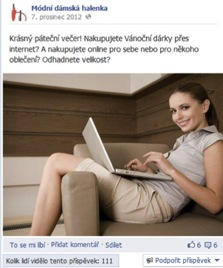 Módní dámská halenka
7. prosinec 2012
Krásný páteční večer! Nakupujete Vánoční dárky přes
internet? A nakupujete online pro sebe nebo pro někoho
oblečení? Odhadnete velikost?
To se mi líbí · Přidat komentář · Sdílet 6 6
Kolik lidí vidělo tento příspěvek: 111 Podpořit příspěvek